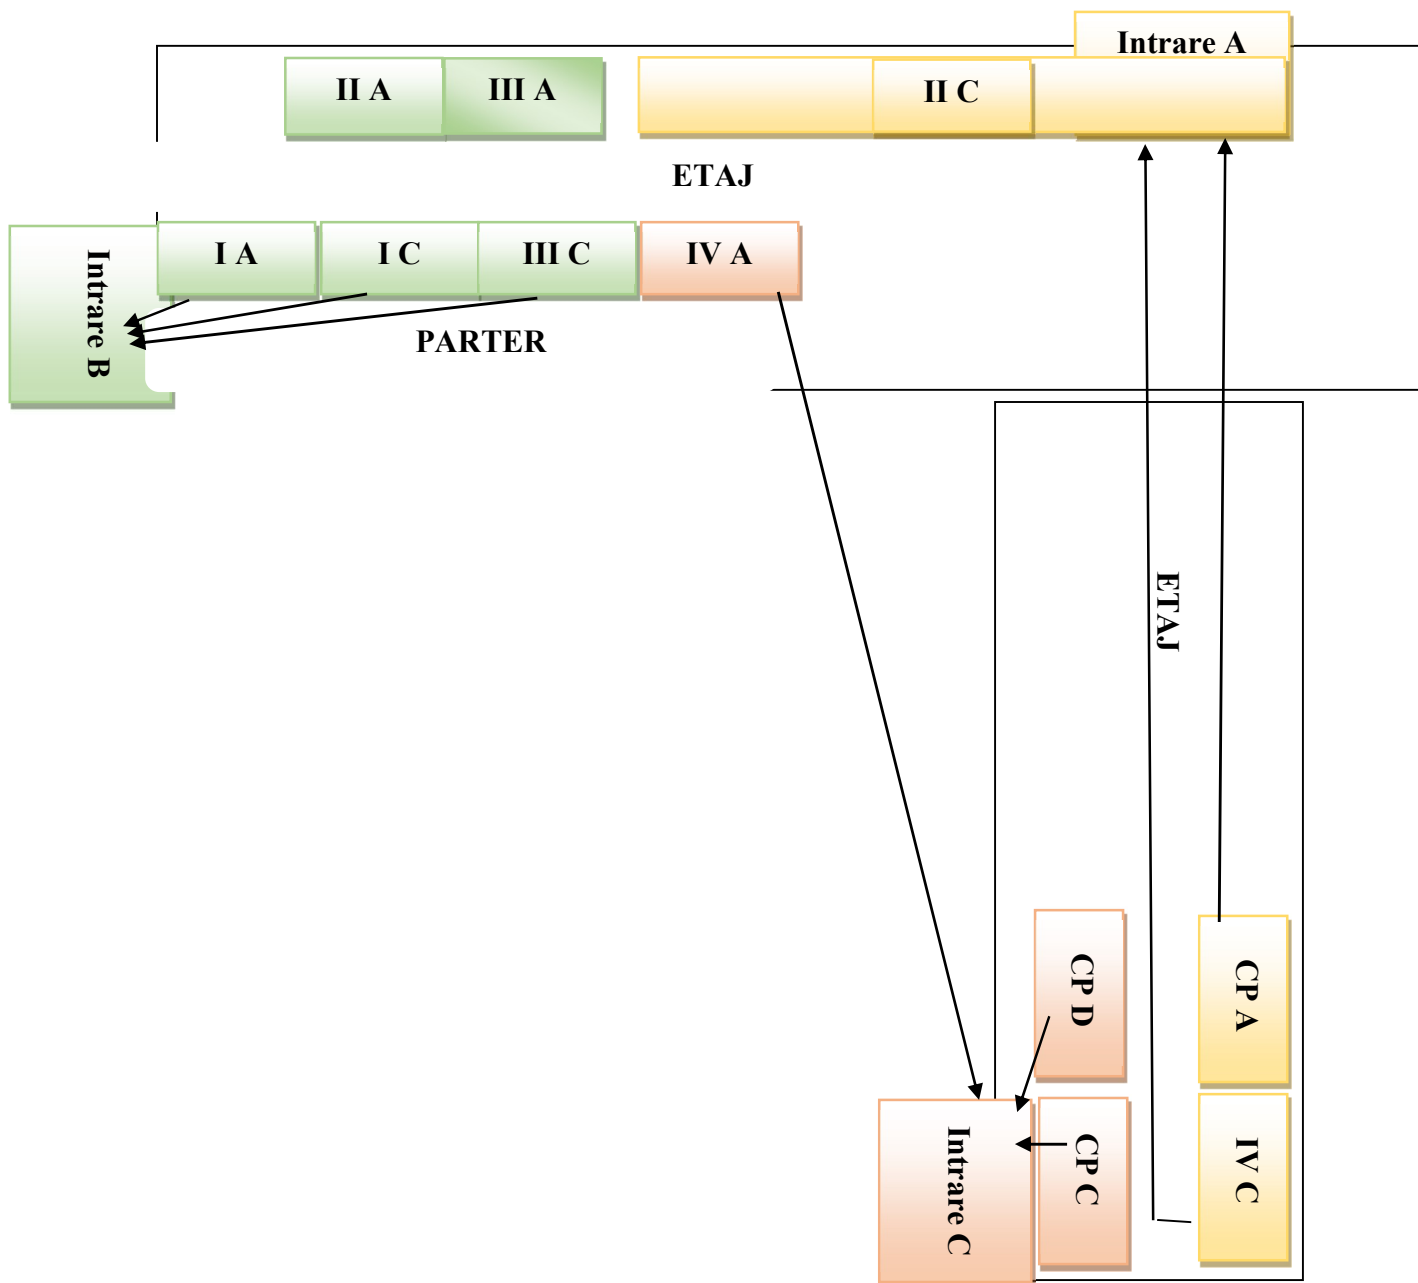 Intrare A
II A
III A
II C
ETAJ
Intrare B
I A
I C
III C
IV A
PARTER
ETAJ
CP D
CP A
Intrare C
CP C
IV C